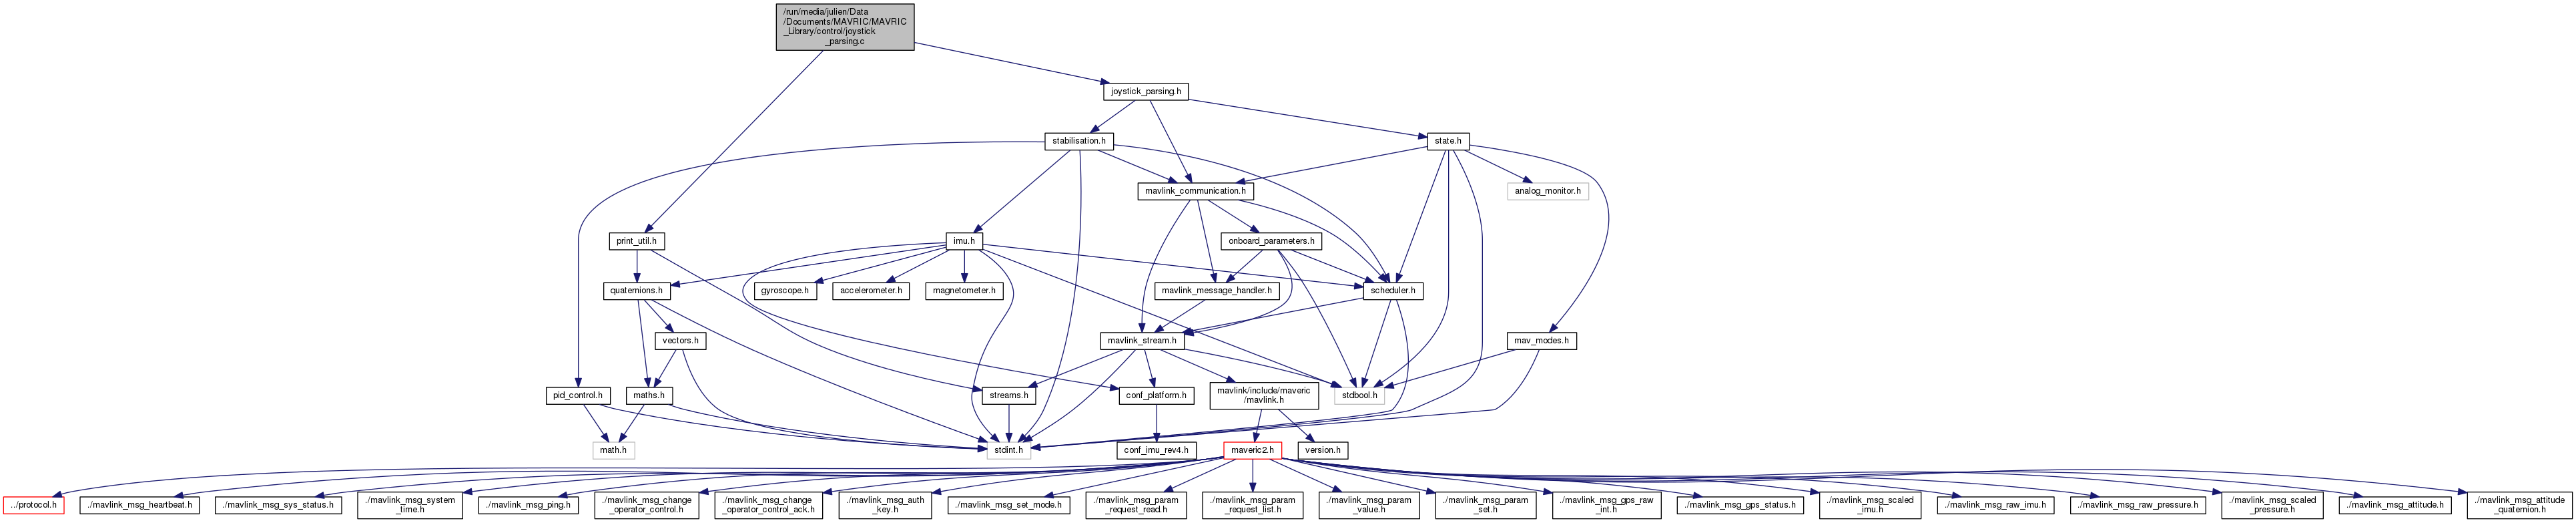 /run/media/julien/Data
/Documents/MAVRIC/MAVRIC
_Library/control/joystick
_parsing.c
joystick_parsing.h
stabilisation.h
state.h
mavlink_communication.h
analog_monitor.h
print_util.h
imu.h
onboard_parameters.h
quaternions.h
gyroscope.h
accelerometer.h
magnetometer.h
mavlink_message_handler.h
scheduler.h
vectors.h
mavlink_stream.h
mav_modes.h
pid_control.h
maths.h
streams.h
conf_platform.h
mavlink/include/maveric
/mavlink.h
stdbool.h
math.h
stdint.h
conf_imu_rev4.h
maveric2.h
version.h
../protocol.h
./mavlink_msg_heartbeat.h
./mavlink_msg_sys_status.h
./mavlink_msg_system
_time.h
./mavlink_msg_ping.h
./mavlink_msg_change
_operator_control.h
./mavlink_msg_change
_operator_control_ack.h
./mavlink_msg_auth
_key.h
./mavlink_msg_set_mode.h
./mavlink_msg_param
_request_read.h
./mavlink_msg_param
_request_list.h
./mavlink_msg_param
_value.h
./mavlink_msg_param
_set.h
./mavlink_msg_gps_raw
_int.h
./mavlink_msg_gps_status.h
./mavlink_msg_scaled
_imu.h
./mavlink_msg_raw_imu.h
./mavlink_msg_raw_pressure.h
./mavlink_msg_scaled
_pressure.h
./mavlink_msg_attitude.h
./mavlink_msg_attitude
_quaternion.h